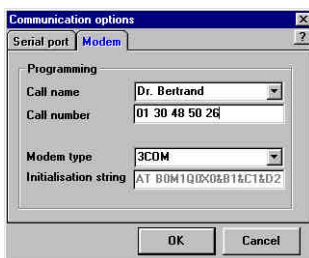 Communication options
Serial port Modem
?
Programming
Call name Dr. Bertrand
Call number 01 30 48 50 26
Modem type 3COM
Initialisation string AT B0M1Q0X0&B1&C1&D2
OK Cancel